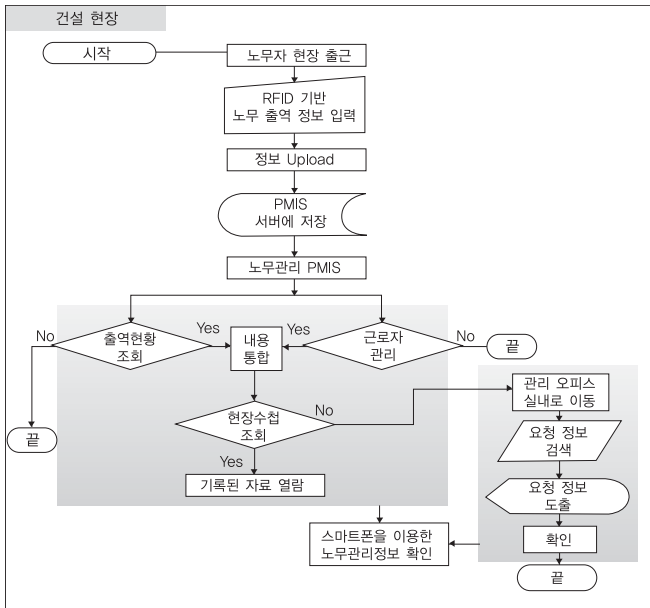 건설 현장
시작
노무자 현장 출근
RFID 기반
노무 출역 정보 입력
정보 Upload
PMIS
서버에 저장
노무관리 PMIS
No
출역현황
조회
Yes
내용
통합
Yes
근로자
관리
No
끝
끝
현장수첩
조회
No
Yes
기록된 자료 열람
관리 오피스
실내로 이동
요청 정보
검색
요청 정보
도출
확인
끝
스마트폰을 이용한
노무관리정보 확인